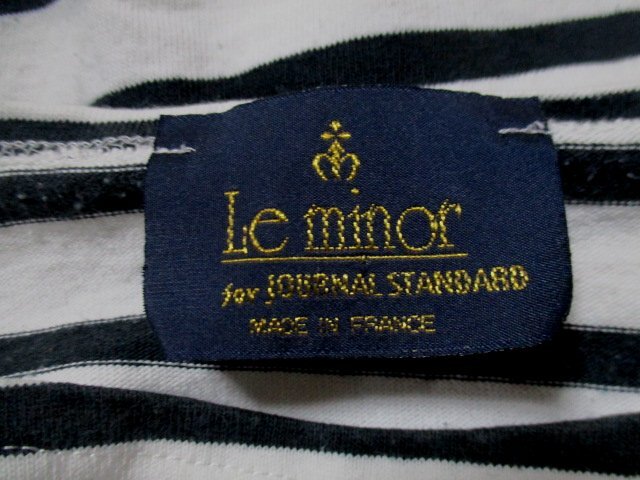 Le minor
for JOURNAL STANDARD
MADE IN FRANCE